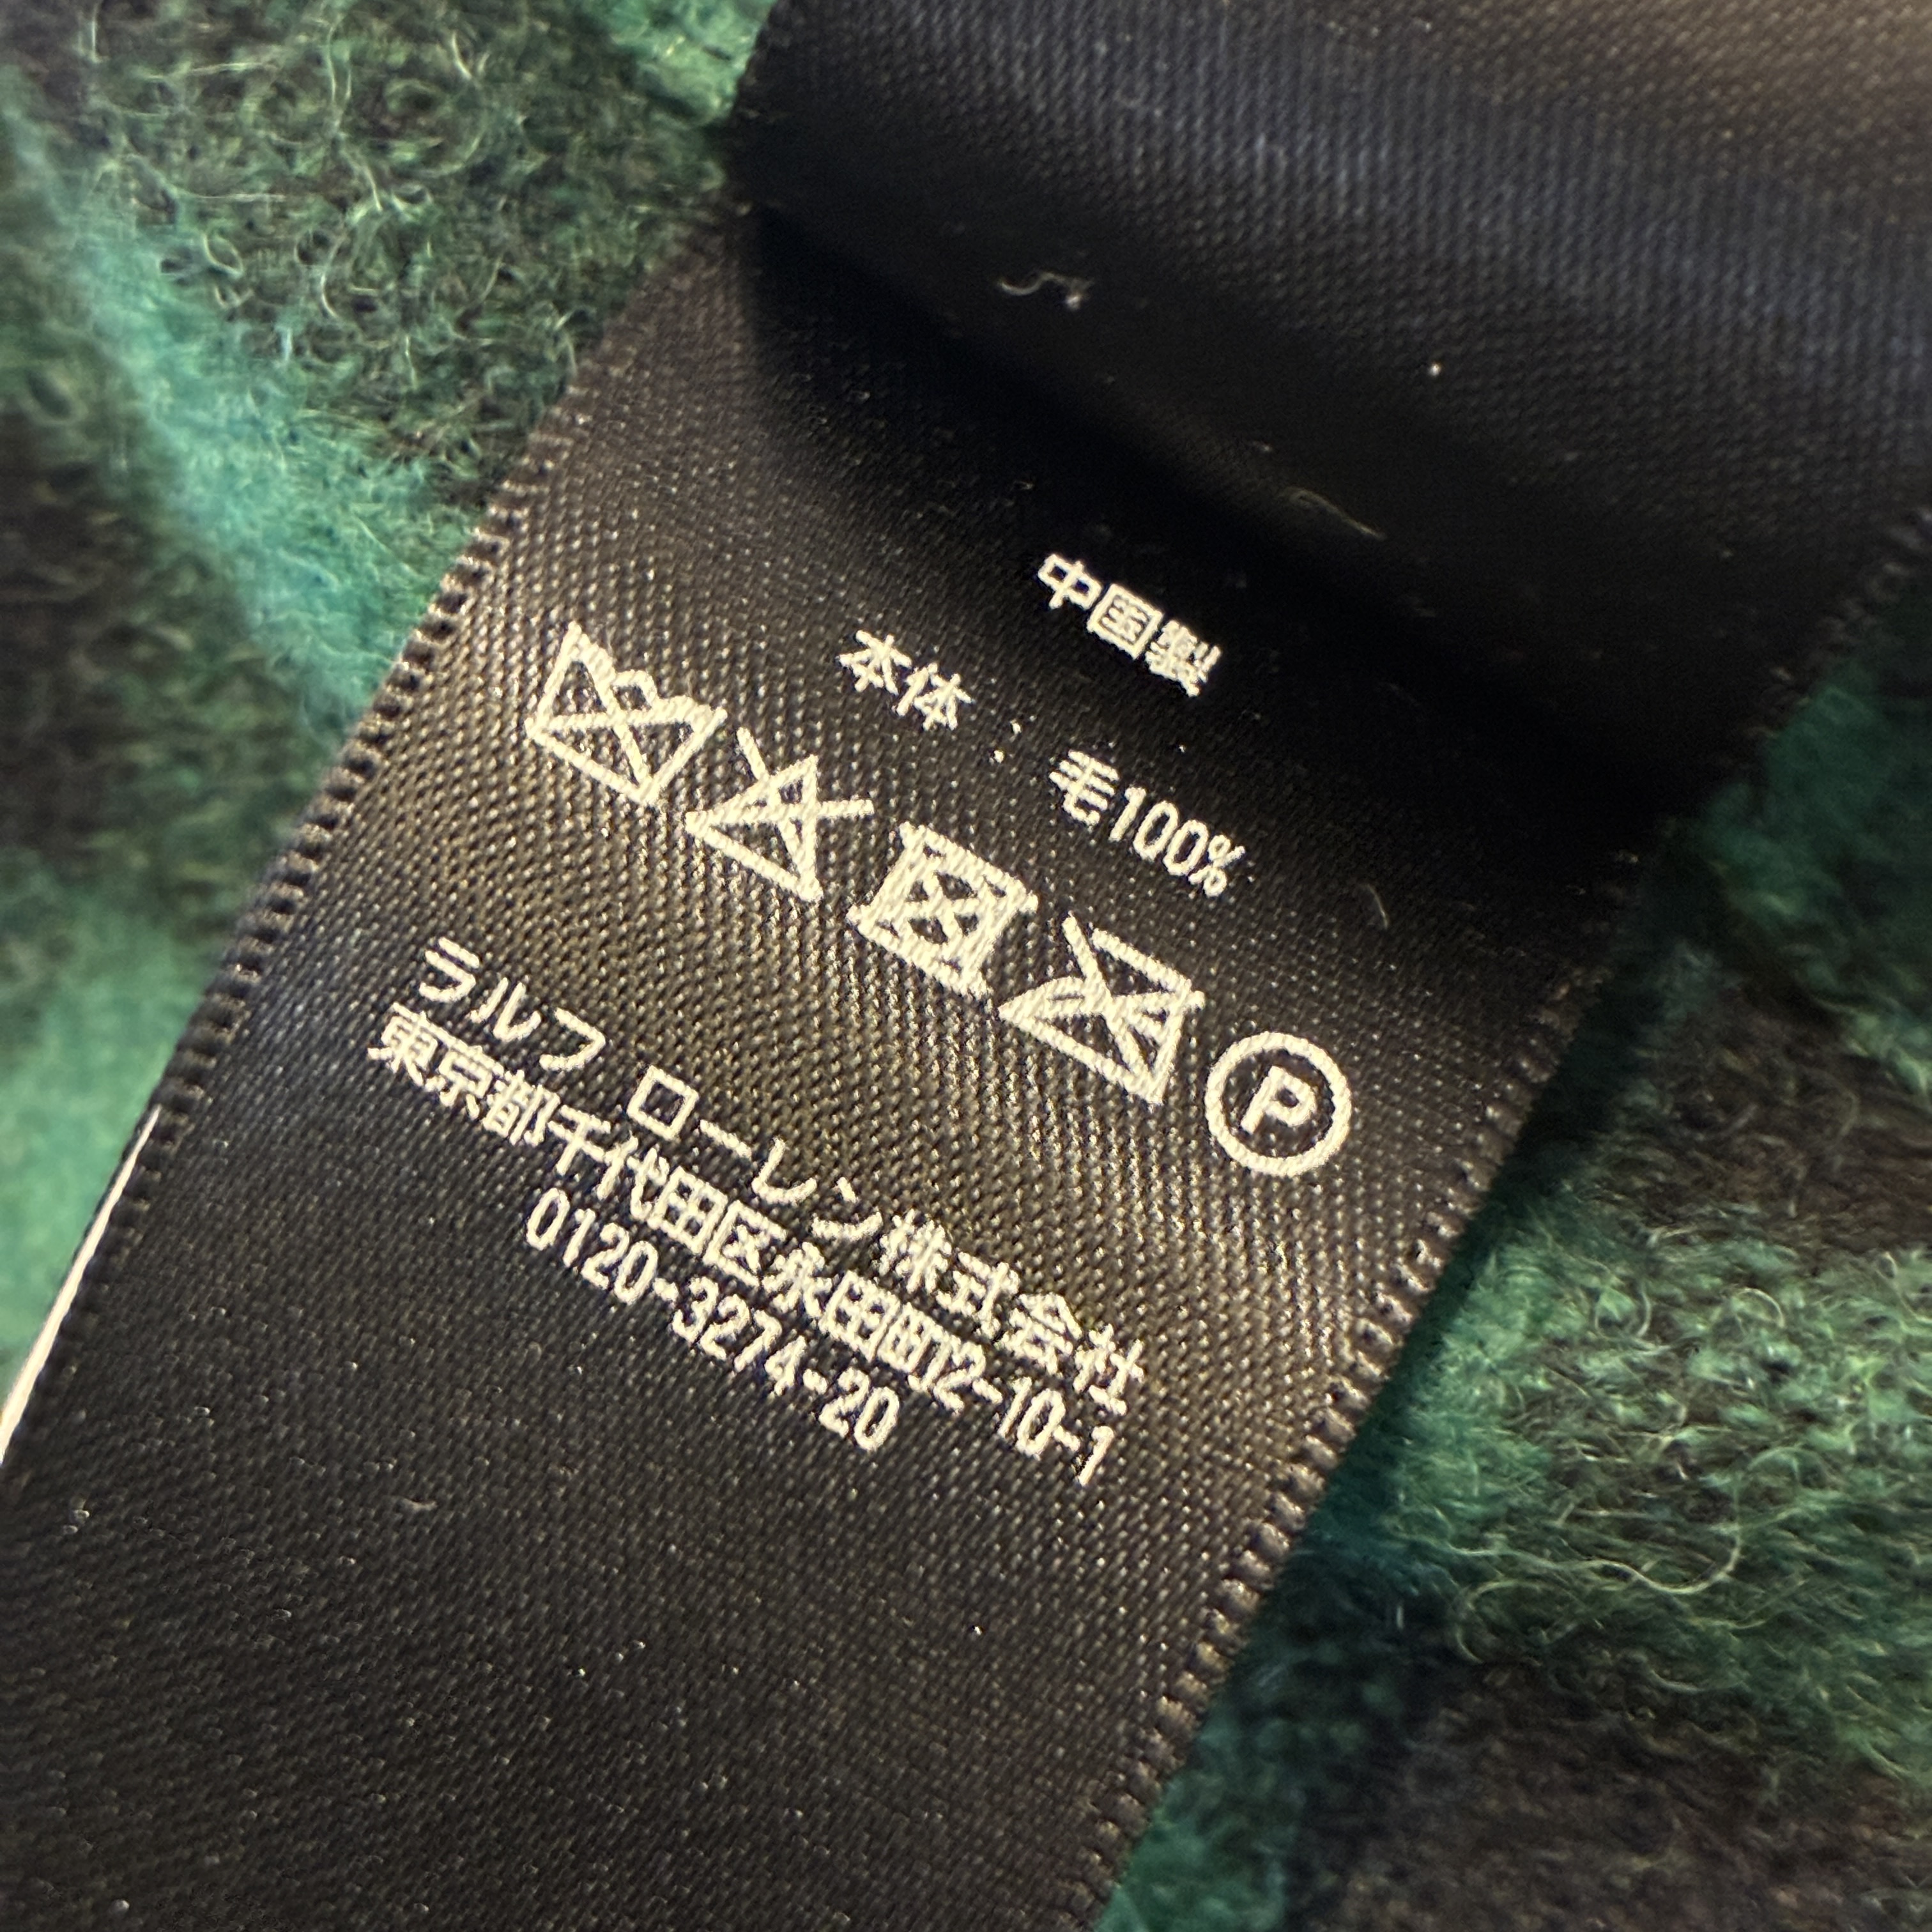 中国製
本体：毛100%
P
ラルフ ローレン株式会社
東京都千代田区永田町2-10-1
0120-3274-20